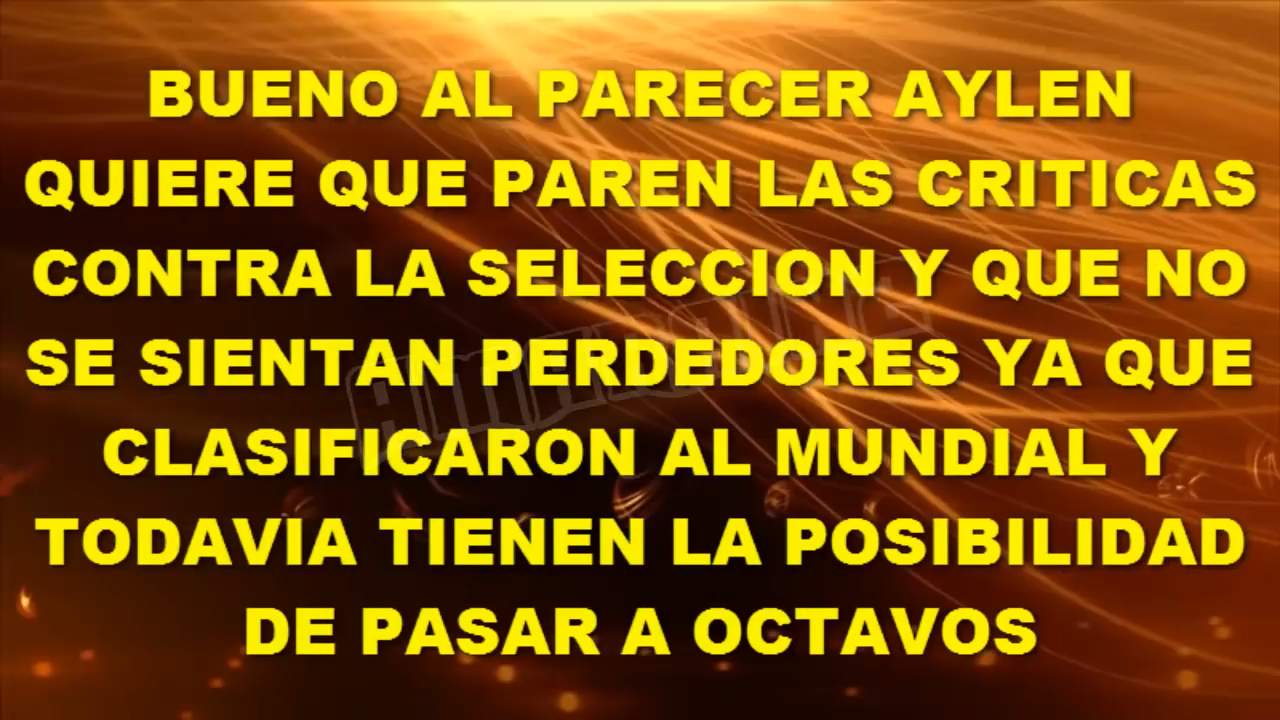 BUENO AL PARECER AYLEN
QUIERE QUE PAREN LAS CRITICAS
CONTRA LA SELECCION Y QUE NO
SE SIENTAN PERDEDORES YA QUE
CLASIFICARON AL MUNDIAL Y
TODAVIA TIENEN LA POSIBILIDAD
DE PASAR A OCTAVOS